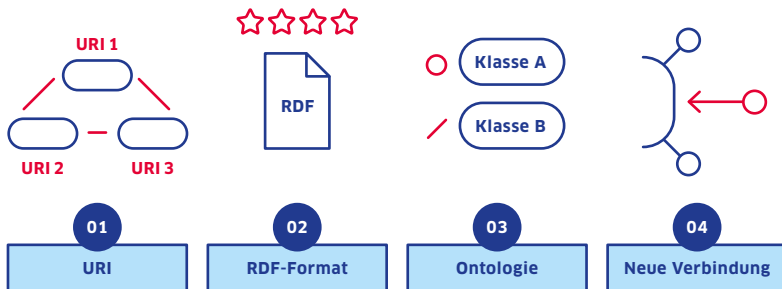 URI 1
URI 2
URI 3
RDF
Klasse A
Klasse B
01
02
03
04
URI
RDF-Format
Ontologie
Neue Verbindung